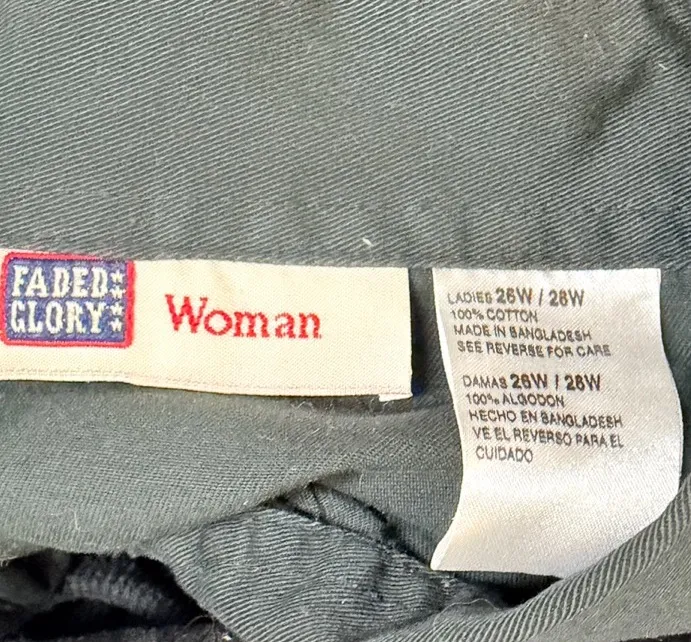 FADED
GLORY
Woman
LADIES 26W / 28W
100% COTTON
MADE IN BANGLADESH
SEE REVERSE FOR CARE
DAMAS 26W / 28W
100% ALGODON
HECHO EN BANGLADESH
VE EL REVERSO PARA EL
CUIDADO